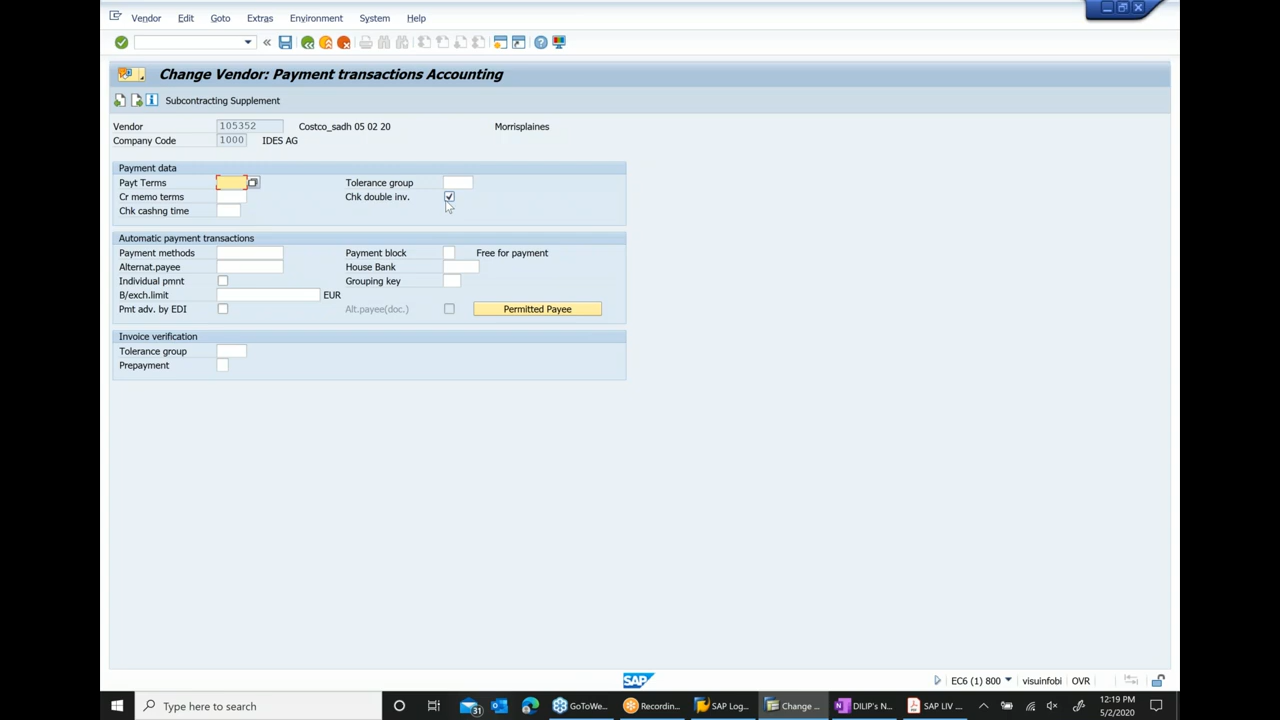 Vendor Edit Goto Extras Environment System Help
Change Vendor: Payment transactions Accounting
Subcontracting Supplement
Vendor 105352 Costco_sadh 05 02 20 Morrisplaines
Company Code 1000 IDES AG
Payment data
Payt Terms Tolerance group
Cr memo terms Chk double inv.
Chk cashng time
Automatic payment transactions
Payment methods Payment block Free for payment
Alternat.payee House Bank
Individual pmnt Grouping key
B/exch.limit EUR
Pmt adv. by EDI Alt.payee(doc.) Permitted Payee
Invoice verification
Tolerance group
Prepayment
SAP EC6 (1) 800 visuinfobi OVR
Type here to search 31 GoToWe... Recordin... SAP Log... Change ... DILIP's N... SAP LIV ... 12:19 PM
5/2/2020